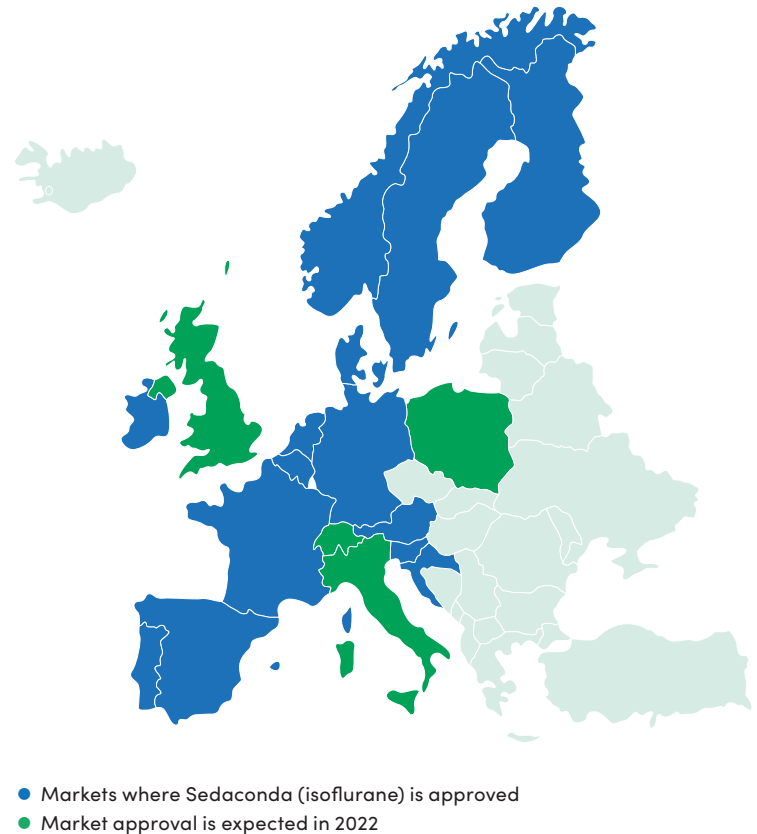 Markets where Sedaconda (isoflurane) is approved
Market approval is expected in 2022